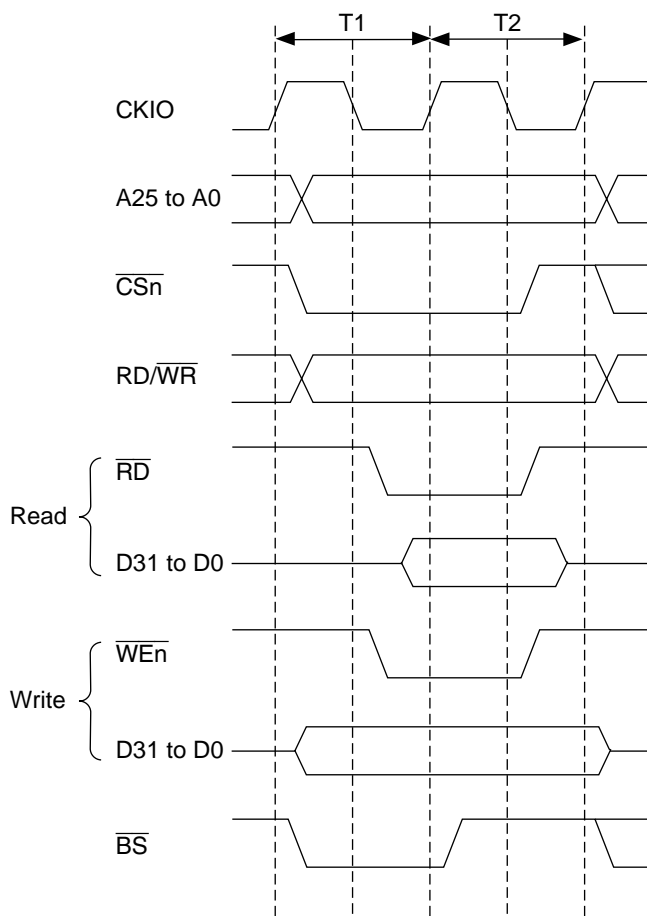 T1 T2
CKIO
A25 to A0
CSn
RD/WR
RD
Read
D31 to D0
WEn
Write
D31 to D0
BS